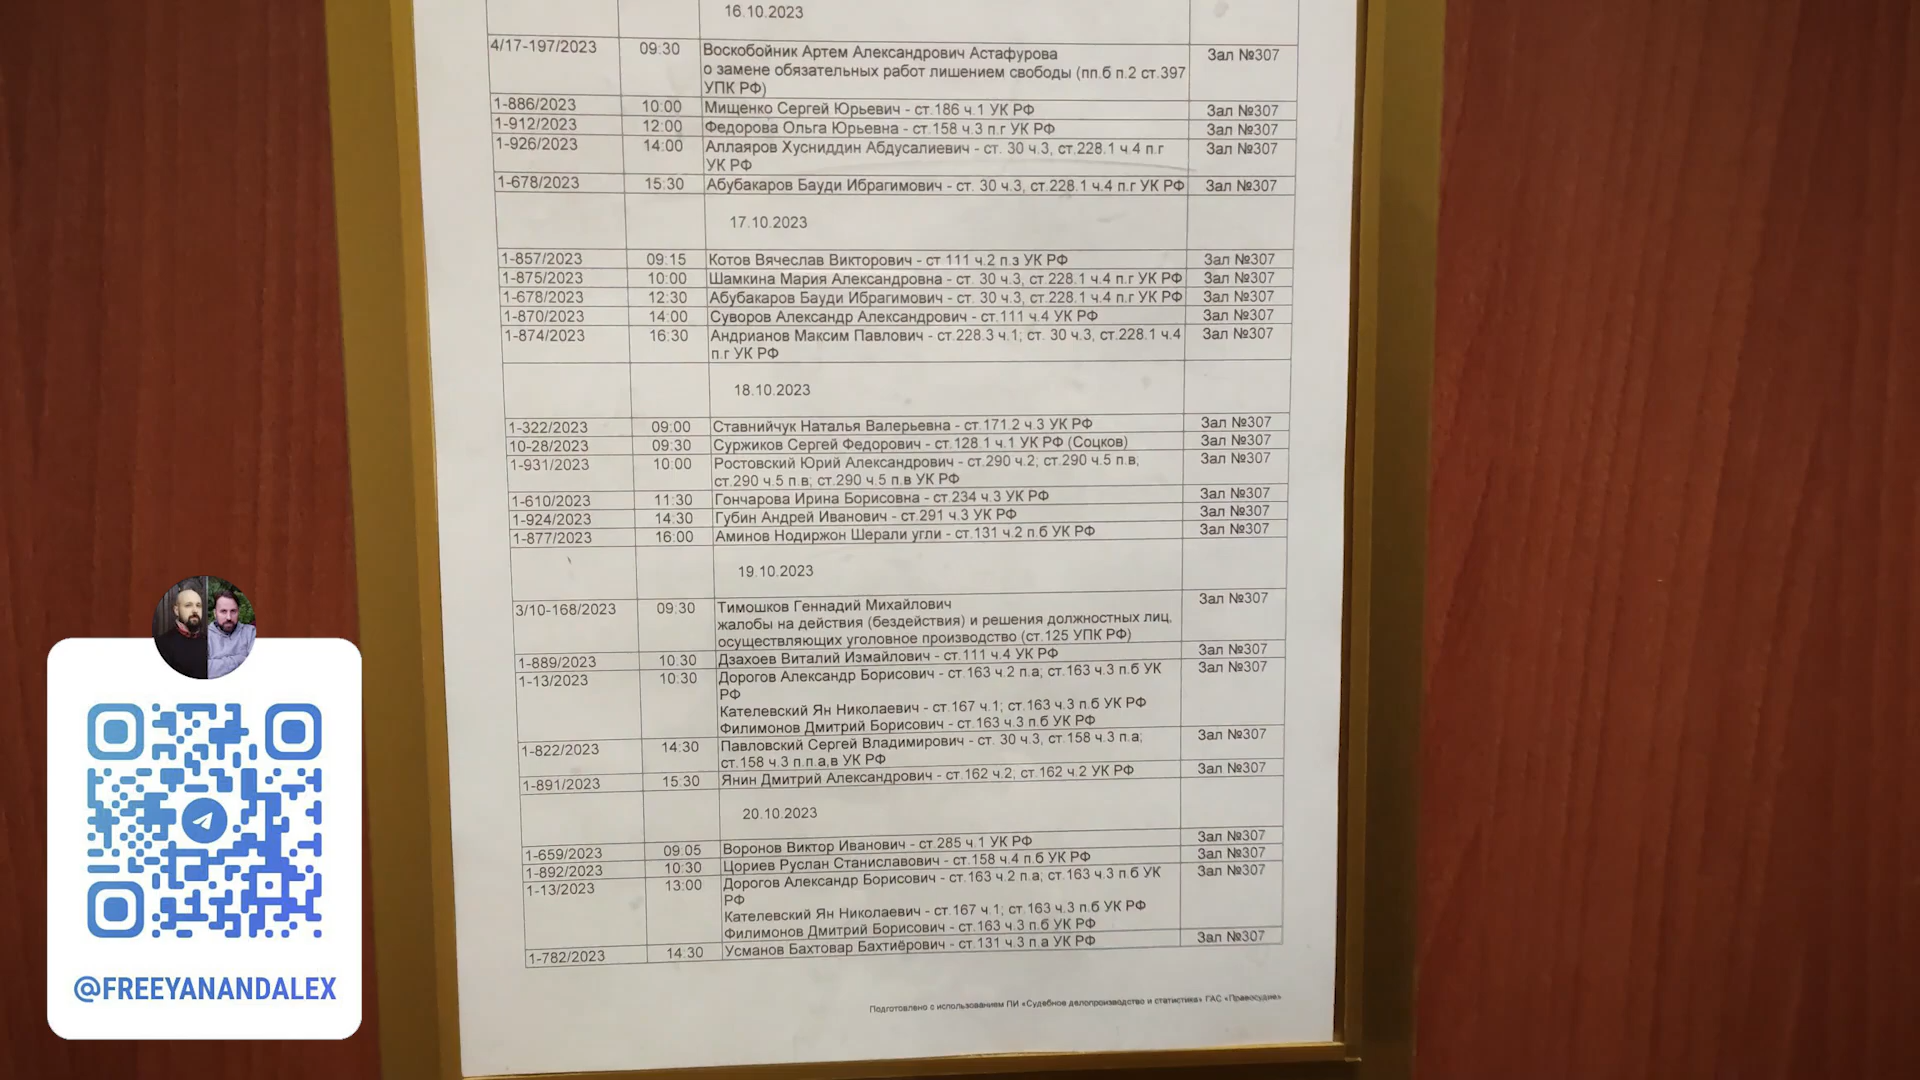 16.10.2023
4/17-197/2023 09:30 Воскобойник Артем Александрович Астафурова Зал №307
о замене обязательных работ лишением свободы (пп.б п.2 ст.397
УПК РФ)
1-886/2023 10:00 Мищенко Сергей Юрьевич - ст.186 ч.1 УК РФ Зал №307
1-912/2023 12:00 Федорова Ольга Юрьевна - ст.158 ч.3 п.г УК РФ Зал №307
1-926/2023 14:00 Аллаяров Хусниддин Абдусалиевич - ст. 30 ч.3, ст.228.1 ч.4 п.г Зал №307
УК РФ
1-678/2023 15:30 Абубакаров Бауди Ибрагимович - ст. 30 ч.3, ст.228.1 ч.4 п.г УК РФ Зал №307
17.10.2023
1-857/2023 09:15 Котов Вячеслав Викторович - ст 111 ч.2 п.з УК РФ Зал №307
1-875/2023 10:00 Шамкина Мария Александровна - ст. 30 ч.3, ст.228.1 ч.4 п.г УК РФ Зал №307
1-678/2023 12:30 Абубакаров Бауди Ибрагимович - ст. 30 ч.3, ст.228.1 ч.4 п.г УК РФ Зал №307
1-870/2023 14:00 Суворов Александр Александрович - ст.111 ч.4 УК РФ Зал №307
1-874/2023 16:30 Андрианов Максим Павлович - ст.228.3 ч.1; ст. 30 ч.3, ст.228.1 ч.4 Зал №307
п.г УК РФ
18.10.2023
1-322/2023 09:00 Ставнийчук Наталья Валерьевна - ст.171.2 ч.3 УК РФ Зал №307
10-28/2023 09:30 Суржиков Сергей Федорович - ст.128.1 ч.1 УК РФ (Соцков) Зал №307
1-931/2023 10:00 Ростовский Юрий Александрович - ст.290 ч.2; ст.290 ч.5 п.в; Зал №307
ст.290 ч.5 п.в; ст.290 ч.5 п.в УК РФ
1-610/2023 11:30 Гончарова Ирина Борисовна - ст.234 ч.3 УК РФ Зал №307
1-924/2023 14:30 Губин Андрей Иванович - ст.291 ч.3 УК РФ Зал №307
1-877/2023 16:00 Аминов Нодиржон Шерали угли - ст.131 ч.2 п.б УК РФ Зал №307
19.10.2023
3/10-168/2023 09:30 Тимошков Геннадий Михайлович Зал №307
жалобы на действия (бездействия) и решения должностных лиц,
осуществляющих уголовное производство (ст.125 УПК РФ)
1-889/2023 10:30 Дзахоев Виталий Измайлович - ст.111 ч.4 УК РФ Зал №307
1-13/2023 10:30 Дорогов Александр Борисович - ст.163 ч.2 п.а; ст.163 ч.3 п.б УК Зал №307
РФ
Кателевский Ян Николаевич - ст.167 ч.1; ст.163 ч.3 п.б УК РФ
Филимонов Дмитрий Борисович - ст.163 ч.3 п.б УК РФ
1-822/2023 14:30 Павловский Сергей Владимирович - ст. 30 ч.3, ст.158 ч.3 п.а; Зал №307
ст.158 ч.3 п.п.а,в УК РФ
1-891/2023 15:30 Янин Дмитрий Александрович - ст.162 ч.2; ст.162 ч.2 УК РФ Зал №307
20.10.2023
1-659/2023 09:05 Воронов Виктор Иванович - ст.285 ч.1 УК РФ Зал №307
1-892/2023 10:30 Цориев Руслан Станиславович - ст.158 ч.4 п.б УК РФ Зал №307
1-13/2023 13:00 Дорогов Александр Борисович - ст.163 ч.2 п.а; ст.163 ч.3 п.б УК Зал №307
РФ
Кателевский Ян Николаевич - ст.167 ч.1; ст.163 ч.3 п.б УК РФ
Филимонов Дмитрий Борисович - ст.163 ч.3 п.б УК РФ
1-782/2023 14:30 Усманов Бахтовар Бахтиёрович - ст.131 ч.3 п.а УК РФ Зал №307
Подготовлено с использованием ПИ «Судебное делопроизводство и статистика» ГАС «Правосудие»
@FREEYANANDALEX